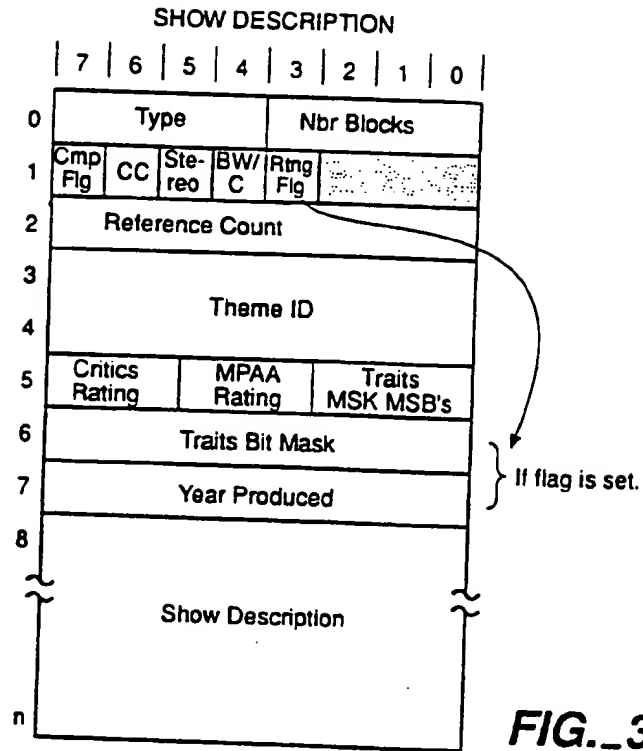 SHOW DESCRIPTION
7 6 5 4 3 2 1 0
0 Type Nbr Blocks
1 Cmp Flg CC Ste- reo BW/ C Rtng Flg
2 Reference Count
3
Theme ID
4
5 Critics Rating MPAA Rating Traits MSK MSB's
6 Traits Bit Mask
If flag is set.
7 Year Produced
8
Show Description
n
FIG._3